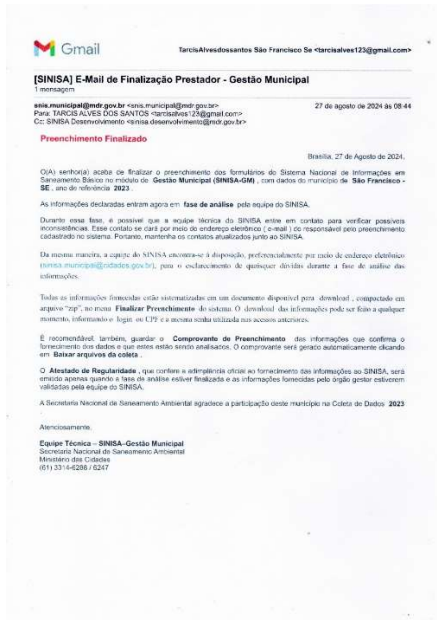 Gmail
TarcisAlvesdossantos São Francisco Se <tarcisalves123@gmail.com>
[SINISA] E-Mail de Finalização Prestador - Gestão Municipal
1 mensagem
snis.municipal@mdr.gov.br <snis.municipal@mdr.gov.br>
27 de agosto de 2024 às 08:44
Para: TARCIS ALVES DOS SANTOS <tarcisalves123@gmail.com>
Cc: SINISA Desenvolvimento <sinisa.desenvolvimento@mdr.gov.br>
Preenchimento Finalizado
Brasília, 27 de Agosto de 2024.
O(A) senhor(a) acaba de finalizar o preenchimento dos formulários do Sistema Nacional de Informações em
Saneamento Básico no módulo de Gestão Municipal (SINISA-GM) , com dados do município de São Francisco -
SE , ano de referência 2023 .
As informações declaradas entram agora em fase de análise pela equipe do SINISA.
Durante essa fase, é possível que a equipe técnica do SINISA entre em contato para verificar possíveis
inconsistências. Esse contato se dará por meio do endereço eletrônico ( e-mail ) do responsável pelo preenchimento
cadastrado no sistema. Portanto, mantenha os contatos atualizados junto ao SINISA.
Da mesma maneira, a equipe do SINISA encontra-se à disposição, preferencialmente por meio de endereço eletrônico
(sinisa.municipal@cidades.gov.br), para o esclarecimento de quaisquer dúvidas durante a fase de análise das
informações.
Todas as informações fornecidas estão sistematizadas em um documento disponível para download , compactado em
arquivo "zip", no menu Finalizar Preenchimento do sistema. O download das informações pode ser feito a qualquer
momento, informando o login ou CPF e a mesma senha utilizada nos acessos anteriores.
É recomendável, também, guardar o Comprovante de Preenchimento das informações que confirma o
fornecimento dos dados e que estes estão sendo analisados. O comprovante será gerado automaticamente clicando
em Baixar arquivos da coleta .
O Atestado de Regularidade , que confere a adimplência oficial ao fornecimento das informações ao SINISA, será
emitido apenas quando a fase de análise estiver finalizada e as informações fornecidas pelo órgão gestor estiverem
validadas pela equipe do SINISA.
A Secretaria Nacional de Saneamento Ambiental agradece a participação deste município na Coleta de Dados 2023
Atenciosamente.
Equipe Técnica – SINISA–Gestão Municipal
Secretaria Nacional de Saneamento Ambiental
Ministério das Cidades
(61) 3314-6286 / 6247